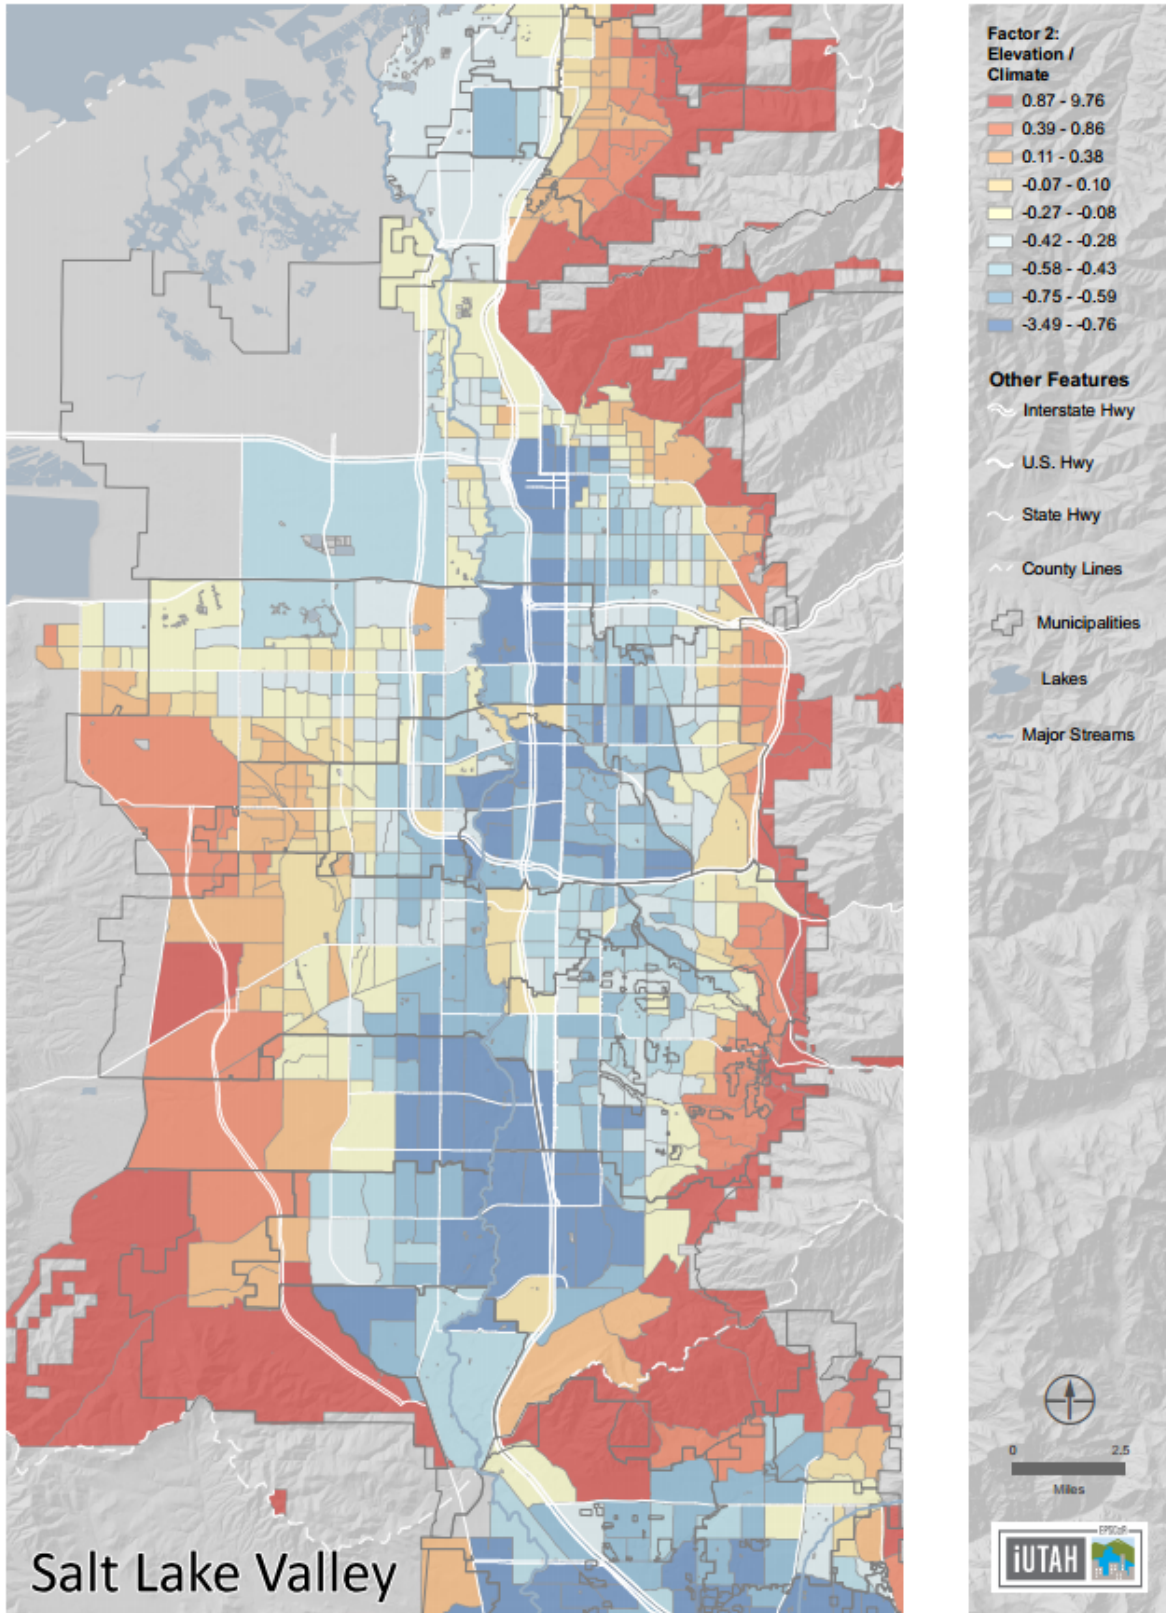 Factor 2:
Elevation /
Climate
0.87 - 9.76
0.39 - 0.86
0.11 - 0.38
-0.07 - 0.10
-0.27 - -0.08
-0.42 - -0.28
-0.58 - -0.43
-0.75 - -0.59
-3.49 - -0.76
Other Features
Interstate Hwy
U.S. Hwy
State Hwy
County Lines
Municipalities
Lakes
Major Streams
0 2.5
Miles
EPSCoR
iUTAH
Salt Lake Valley